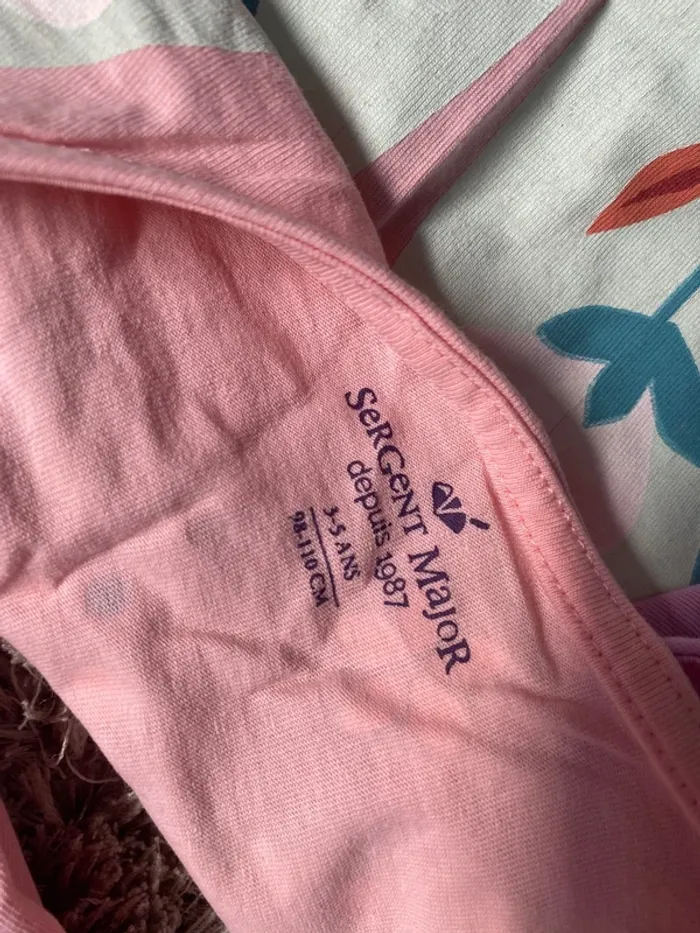 SeRGeNT MajoR
depuis 1987
3-5 ANS
98-110 CM